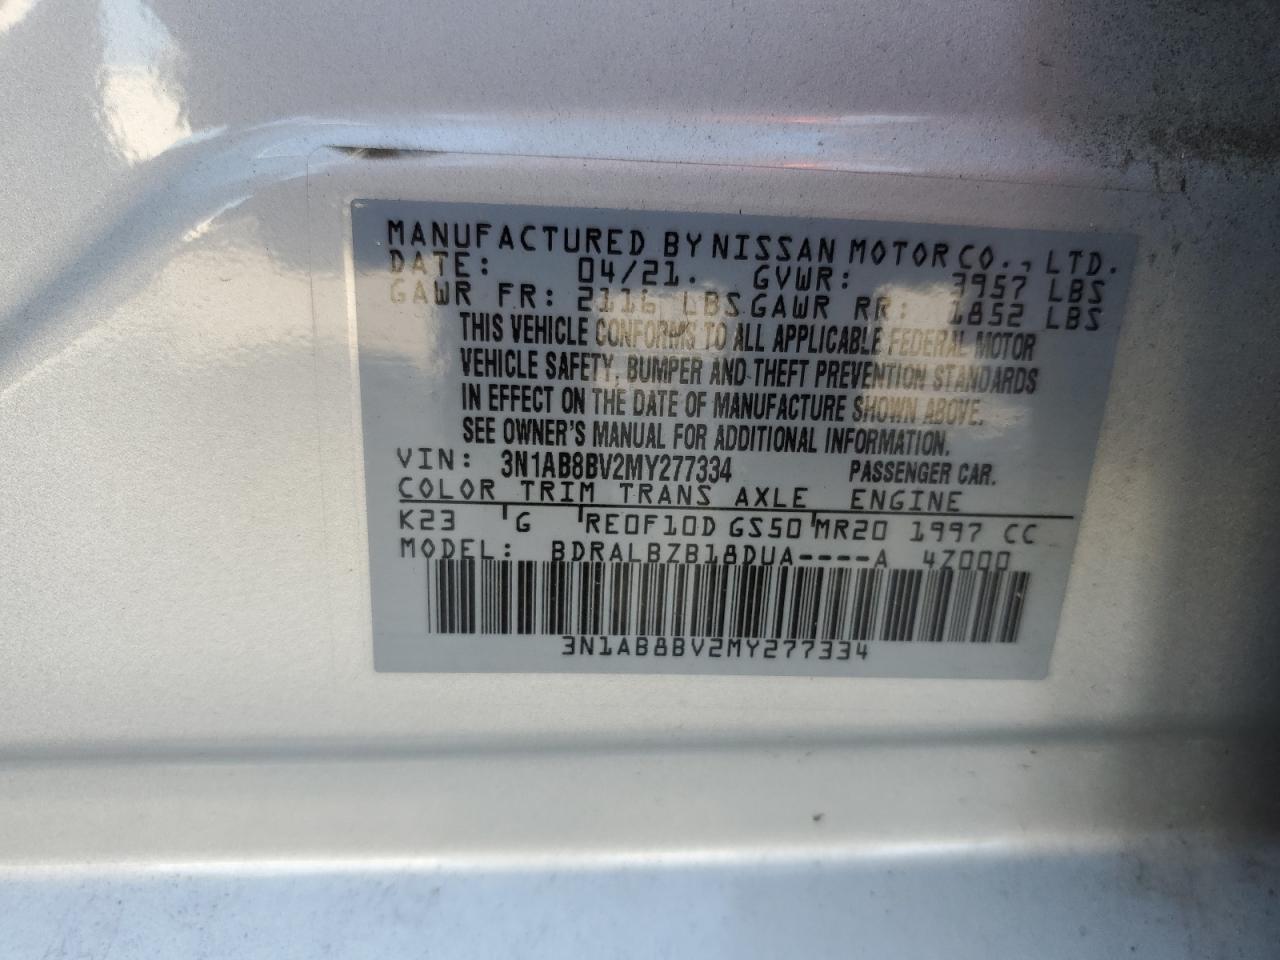 MANUFACTURED BY NISSAN MOTOR CO., LTD.
DATE: 04/21. GVWR: 3957 LBS
GAWR FR: 2116 LBS GAWR RR: 1852 LBS
THIS VEHICLE CONFORMS TO ALL APPLICABLE FEDERAL MOTOR
VEHICLE SAFETY, BUMPER AND THEFT PREVENTION STANDARDS
IN EFFECT ON THE DATE OF MANUFACTURE SHOWN ABOVE.
SEE OWNER'S MANUAL FOR ADDITIONAL INFORMATION.
VIN: 3N1AB8BV2MY277334 PASSENGER CAR.
COLOR TRIM TRANS AXLE ENGINE
K23 G RE0F10D GS50 MR20 1997 CC
MODEL: BDRALBZB18DUA----A 4Z000
3N1AB8BV2MY277334